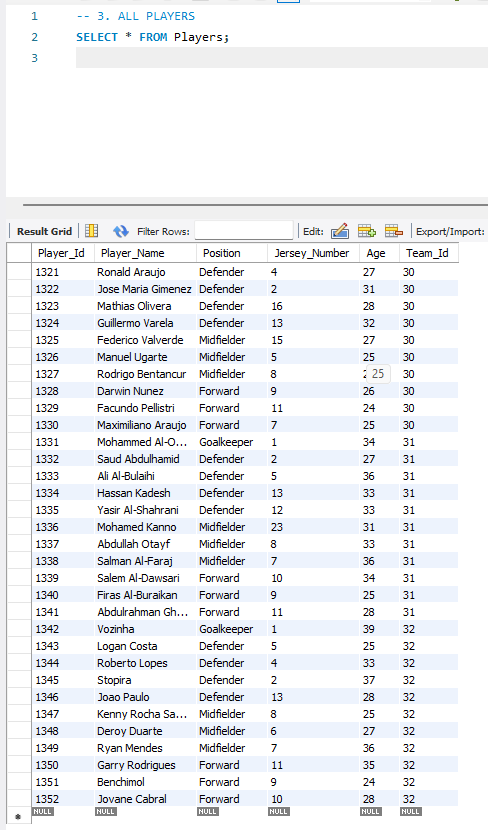 1 -- 3. ALL PLAYERS
2 SELECT * FROM Players;
3
Result Grid Filter Rows: Edit: Export/Import:
Player_Id Player_Name Position Jersey_Number Age Team_Id
1321 Ronald Araujo Defender 4 27 30
1322 Jose Maria Gimenez Defender 2 31 30
1323 Mathias Olivera Defender 16 28 30
1324 Guillermo Varela Defender 13 32 30
1325 Federico Valverde Midfielder 15 27 30
1326 Manuel Ugarte Midfielder 5 25 30
1327 Rodrigo Bentancur Midfielder 8 25 30
1328 Darwin Nunez Forward 9 26 30
1329 Facundo Pellistri Forward 11 24 30
1330 Maximiliano Araujo Forward 7 25 30
1331 Mohammed Al-O... Goalkeeper 1 34 31
1332 Saud Abdulhamid Defender 2 27 31
1333 Ali Al-Bulaihi Defender 5 36 31
1334 Hassan Kadesh Defender 13 33 31
1335 Yasir Al-Shahrani Defender 12 33 31
1336 Mohamed Kanno Midfielder 23 31 31
1337 Abdullah Otayf Midfielder 8 33 31
1338 Salman Al-Faraj Midfielder 7 36 31
1339 Salem Al-Dawsari Forward 10 34 31
1340 Firas Al-Buraikan Forward 9 25 31
1341 Abdulrahman Gh... Forward 11 28 31
1342 Vozinha Goalkeeper 1 39 32
1343 Logan Costa Defender 5 25 32
1344 Roberto Lopes Defender 4 33 32
1345 Stopira Defender 2 37 32
1346 Joao Paulo Defender 13 28 32
1347 Kenny Rocha Sa... Midfielder 8 25 32
1348 Deroy Duarte Midfielder 6 27 32
1349 Ryan Mendes Midfielder 7 36 32
1350 Garry Rodrigues Forward 11 35 32
1351 Benchimol Forward 9 24 32
1352 Jovane Cabral Forward 10 28 32
NULL NULL NULL NULL NULL NULL